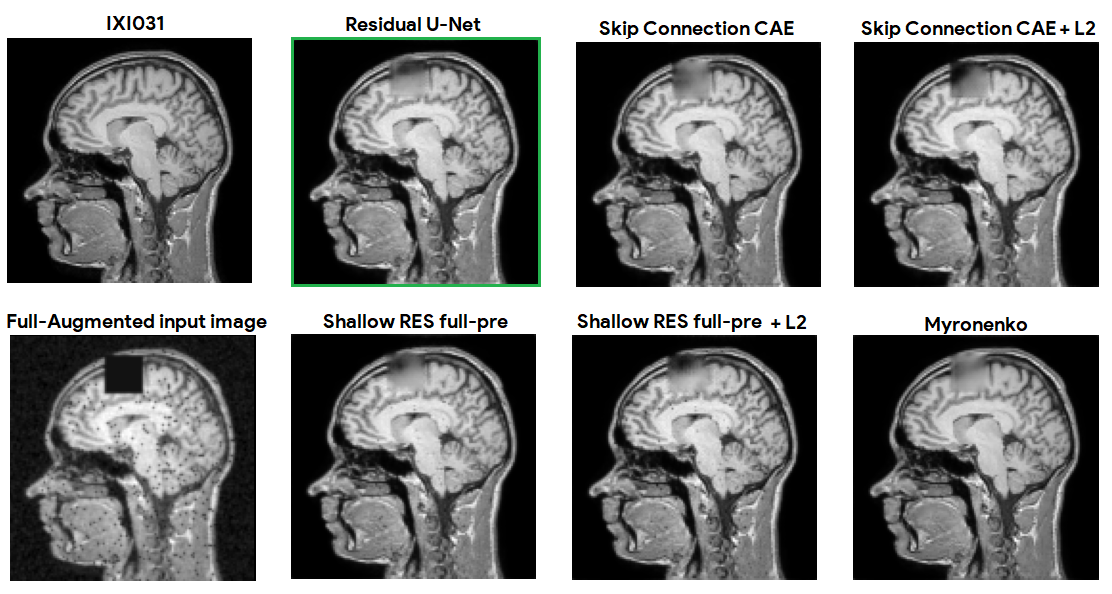 IXI031
Residual U-Net
Skip Connection CAE
Skip Connection CAE + L2
Full-Augmented input image
Shallow RES full-pre
Shallow RES full-pre + L2
Myronenko